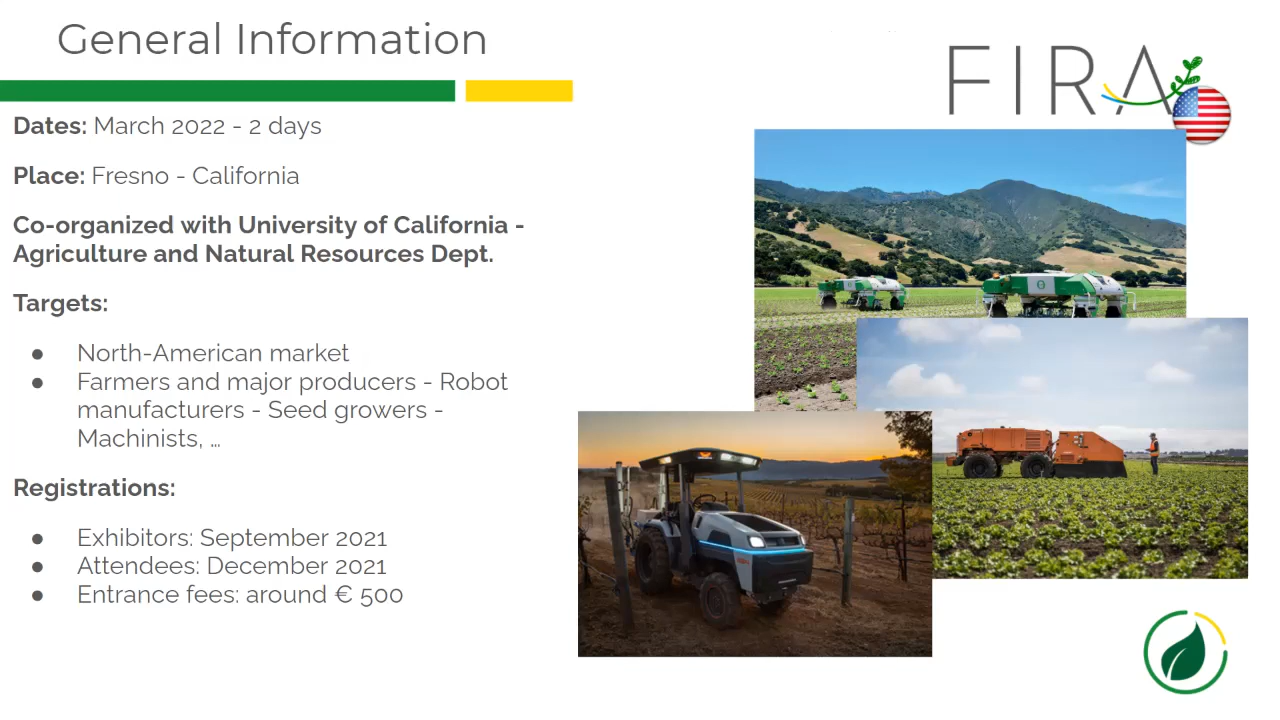 General Information
FIRA
Dates: March 2022 - 2 days
Place: Fresno - California
Co-organized with University of California -
Agriculture and Natural Resources Dept.
Targets:
● North-American market
● Farmers and major producers - Robot
manufacturers - Seed growers -
Machinists, …
Registrations:
● Exhibitors: September 2021
● Attendees: December 2021
● Entrance fees: around € 500